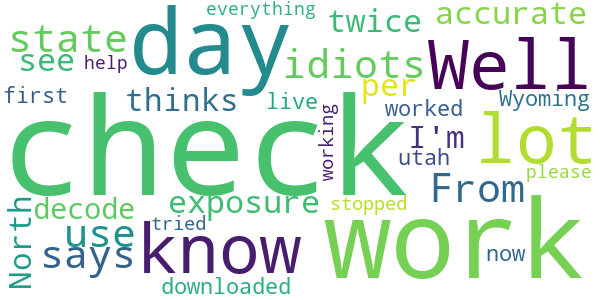 everything
day
twice
accurate
state
see
help
idiots
Well
first
thinks
live
per
Wyoming
check
working
worked
lot
I'm
utah
please
North
decode
exposure
From
use
tried
stopped
says
know
work
now
downloaded